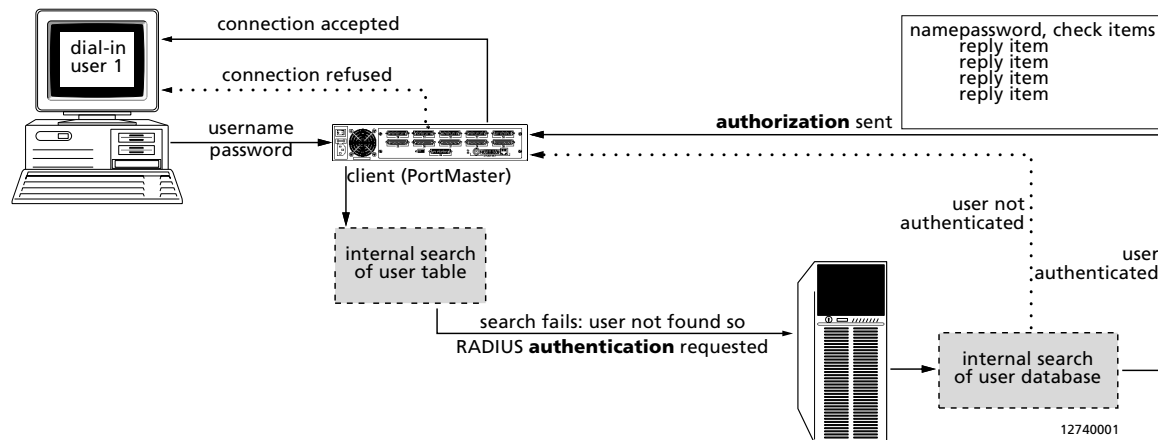 connection accepted
dial-in
user 1
connection refused
username
password
client (PortMaster)
namepassword, check items
reply item
reply item
reply item
reply item
authorization sent
user not
authenticated
user
authenticated
internal search
of user table
search fails: user not found so
RADIUS authentication requested
internal search
of user database
12740001